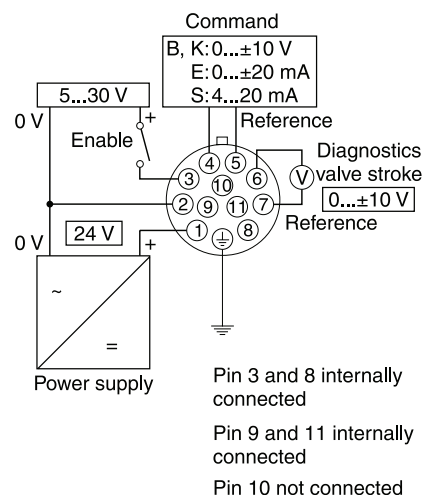 Command
B, K: 0...±10 V
E: 0...±20 mA
S: 4...20 mA
5...30 V
0 V
+
Enable
Reference
4
5
3
6
10
V
Diagnostics
valve stroke
0...±10 V
2
9
11
7
Reference
1
8
0 V
24 V
+
~
=
Power supply
Pin 3 and 8 internally
connected
Pin 9 and 11 internally
connected
Pin 10 not connected